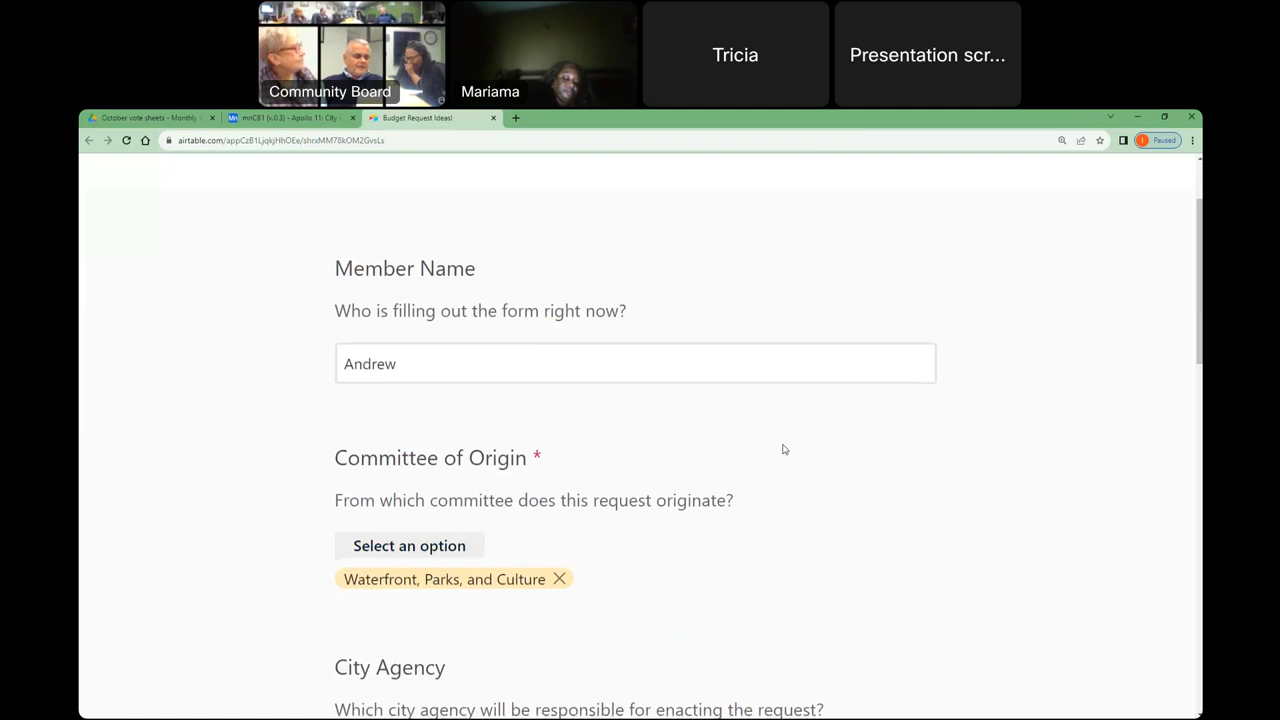 Community Board
Mariama
Tricia
Presentation scr...
October vote sheets - Monthly
mnCB1 (v.0.3) - Apollo 11: City
Budget Request Ideas!
airtable.com/appCzB1LjqkjHhOEe/shrxMM78kOM2GvsLs
Paused
Member Name
Who is filling out the form right now?
Andrew
Committee of Origin *
From which committee does this request originate?
Select an option
Waterfront, Parks, and Culture
City Agency
Which city agency will be responsible for enacting the request?